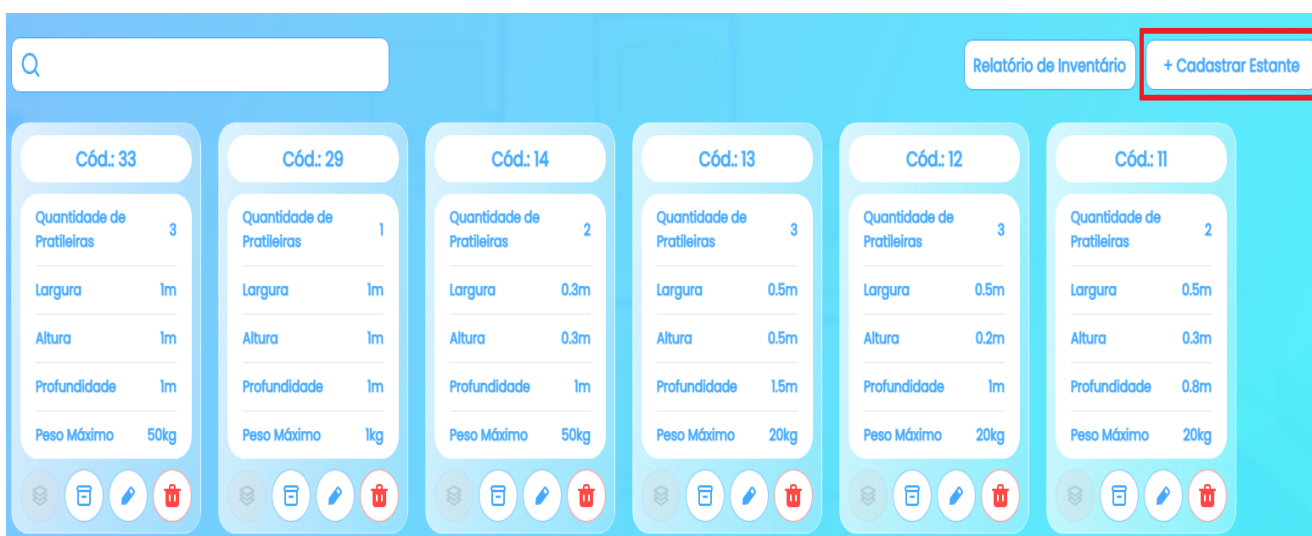 Relatório de Inventário
+ Cadastrar Estante
Cód.: 33
Quantidade de
Pratileiras
3
Largura 1m
Altura 1m
Profundidade 1m
Peso Máximo 50kg
Cód.: 29
Quantidade de
Pratileiras
1
Largura 1m
Altura 1m
Profundidade 1m
Peso Máximo 1kg
Cód.: 14
Quantidade de
Pratileiras
2
Largura 0.3m
Altura 0.3m
Profundidade 1m
Peso Máximo 50kg
Cód.: 13
Quantidade de
Pratileiras
3
Largura 0.5m
Altura 0.5m
Profundidade 1.5m
Peso Máximo 20kg
Cód.: 12
Quantidade de
Pratileiras
3
Largura 0.5m
Altura 0.2m
Profundidade 1m
Peso Máximo 20kg
Cód.: 11
Quantidade de
Pratileiras
2
Largura 0.5m
Altura 0.3m
Profundidade 0.8m
Peso Máximo 20kg